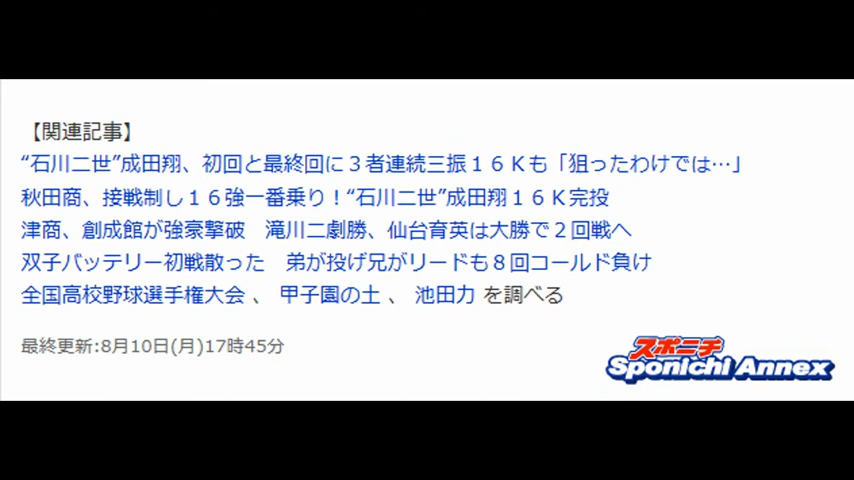 【関連記事】
“石川二世”成田翔、初回と最終回に３者連続三振１６Ｋも「狙ったわけでは…」
秋田商、接戦制し１６強一番乗り！“石川二世”成田翔１６Ｋ完投
津商、創成館が強豪撃破　滝川二劇勝、仙台育英は大勝で２回戦へ
双子バッテリー初戦散った　弟が投げ兄がリードも８回コールド負け
全国高校野球選手権大会 、 甲子園の土 、 池田力 を調べる
最終更新:8月10日(月)17時45分
スポニチ
Sponichi Annex